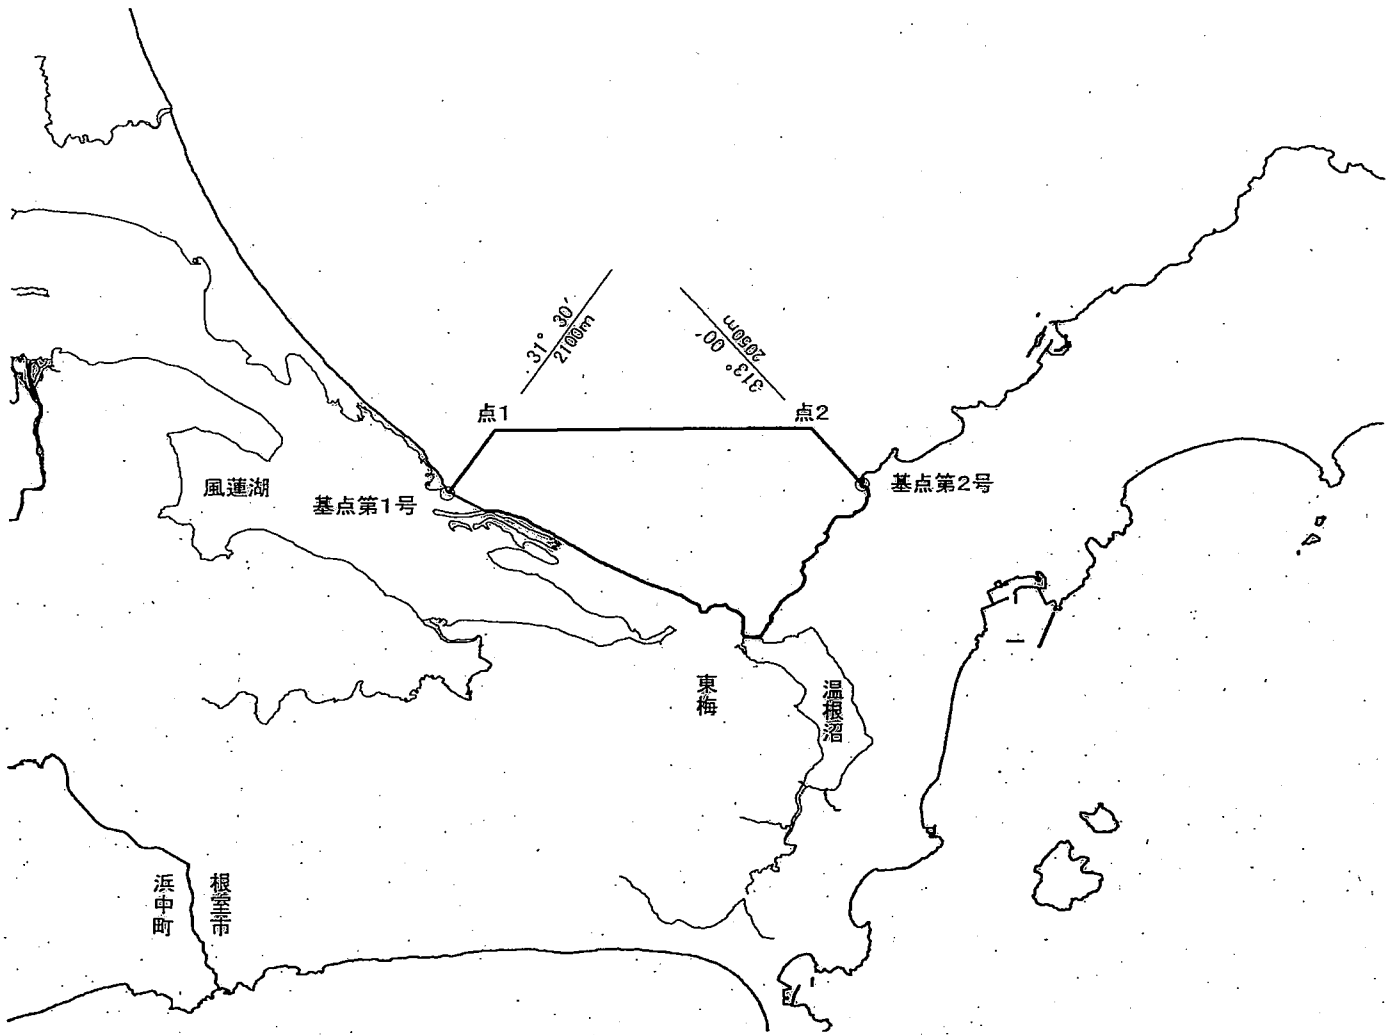 31° 30′
2100m
2050m
313° 00′
点1
点2
風蓮湖
基点第1号
基点第2号
東梅
温根沼
浜中町
根室市